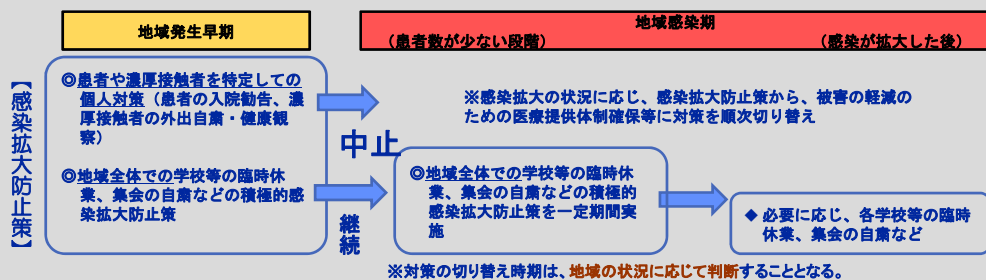 地域発生早期
地域感染期
(患者数が少ない段階)
(感染が拡大した後)
【感染拡大防止策】
◎患者や濃厚接触者を特定しての
個人対策（患者の入院勧告、濃
厚接触者の外出自粛・健康観
察）
◎地域全体での学校等の臨時休
業、集会の自粛などの積極的感
染拡大防止策
中止
継続
※感染拡大の状況に応じ、感染拡大防止策から、被害の軽減の
ための医療提供体制確保等に対策を順次切り替え
◎地域全体での学校等の臨時休
業、集会の自粛などの積極的
感染拡大防止策を一定期間実
施
◆ 必要に応じ、各学校等の臨時
休業、集会の自粛など
※対策の切り替え時期は、地域の状況に応じて判断することとなる。